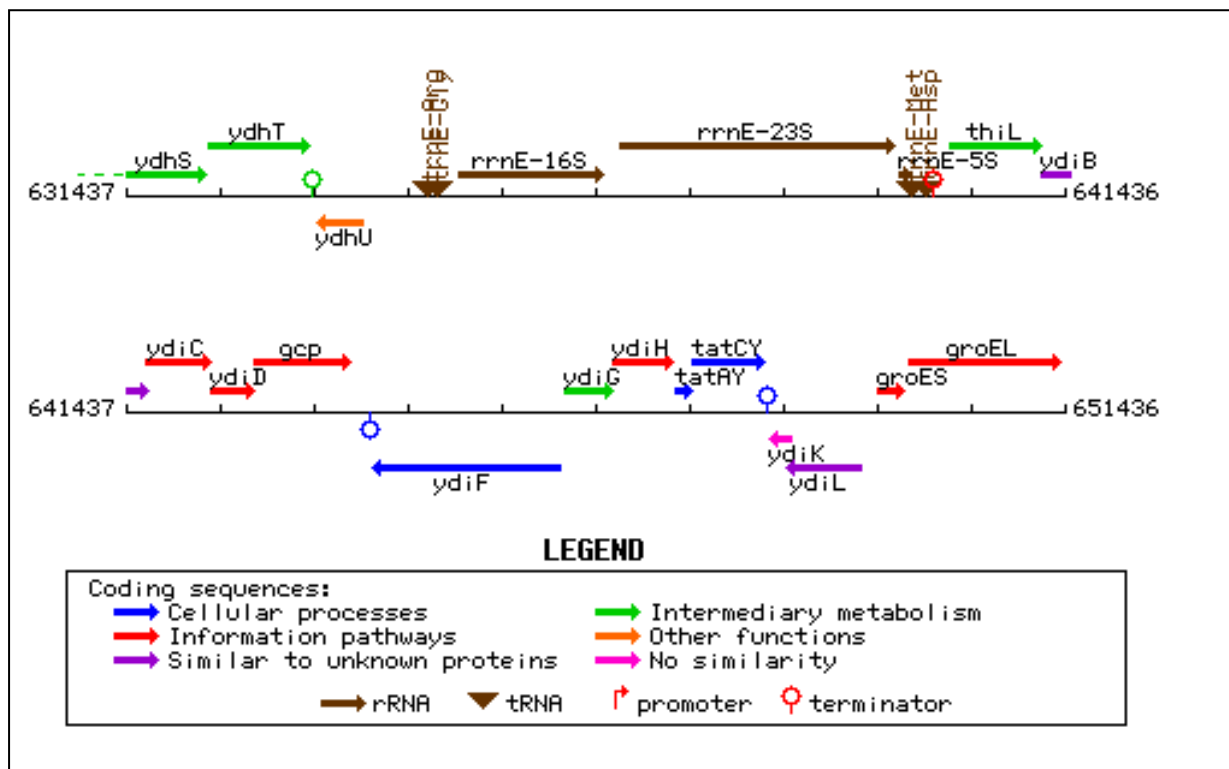 trnE-Arg
trnE-Gly
trnE-Met
trnE-Asp
ydhT rrnE-23S thiL
ydhS rrnE-16S rrnE-5S ydiB
631437 641436
ydhU
ydiC gcp ydiH tatCY groEL
ydiD ydiG tatAY groES
641437 651436
ydiK
ydiF ydiL
LEGEND
Coding sequences:
Cellular processes Intermediary metabolism
Information pathways Other functions
Similar to unknown proteins No similarity
rRNA tRNA promoter terminator